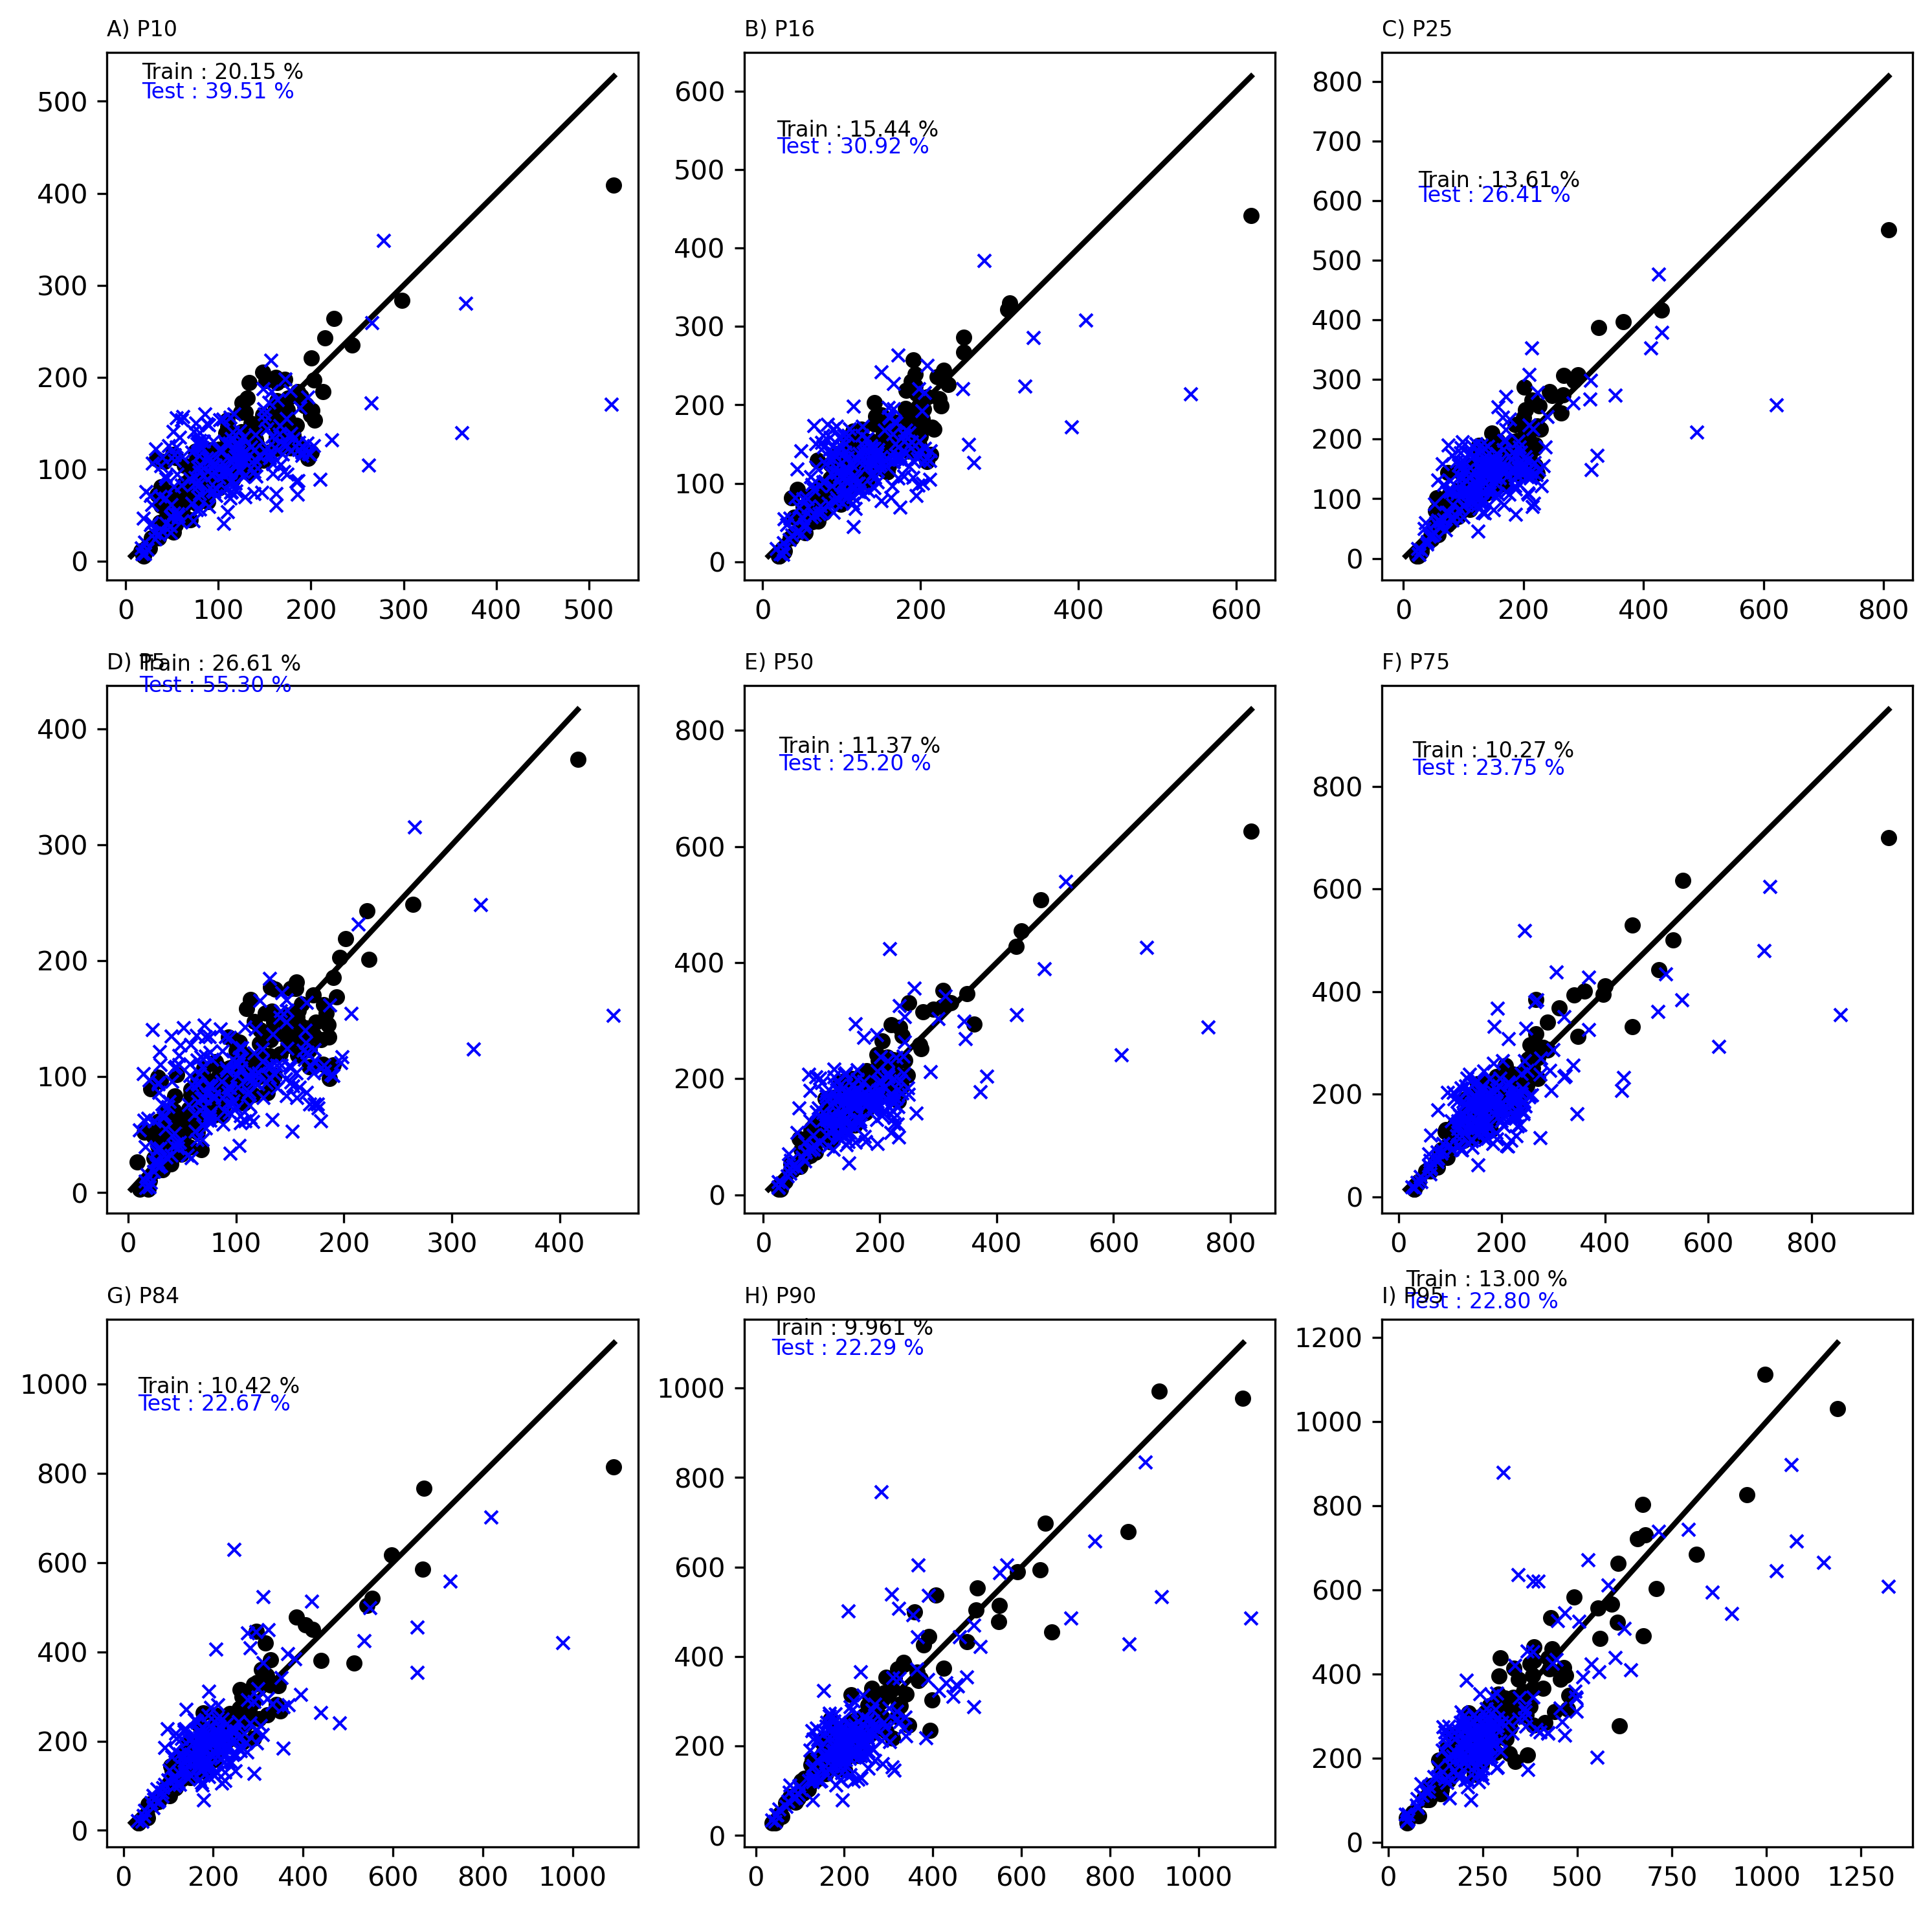 A) P10
Train : 20.15 %
Test : 39.51 %
500
400
300
200
100
0
0 100 200 300 400 500
B) P16
Train : 15.44 %
Test : 30.92 %
600
500
400
300
200
100
0
0 200 400 600
C) P25
Train : 13.61 %
Test : 26.41 %
800
700
600
500
400
300
200
100
0
0 200 400 600 800
D) P5
Train : 26.61 %
Test : 55.30 %
400
300
200
100
0
0 100 200 300 400
E) P50
Train : 11.37 %
Test : 25.20 %
800
600
400
200
0
0 200 400 600 800
F) P75
Train : 10.27 %
Test : 23.75 %
800
600
400
200
0
0 200 400 600 800
G) P84
Train : 10.42 %
Test : 22.67 %
1000
800
600
400
200
0
0 200 400 600 800 1000
H) P90
Train : 9.961 %
Test : 22.29 %
1000
800
600
400
200
0
0 200 400 600 800 1000
Train : 13.00 %
I) P95
Test : 22.80 %
1200
1000
800
600
400
200
0
0 250 500 750 1000 1250